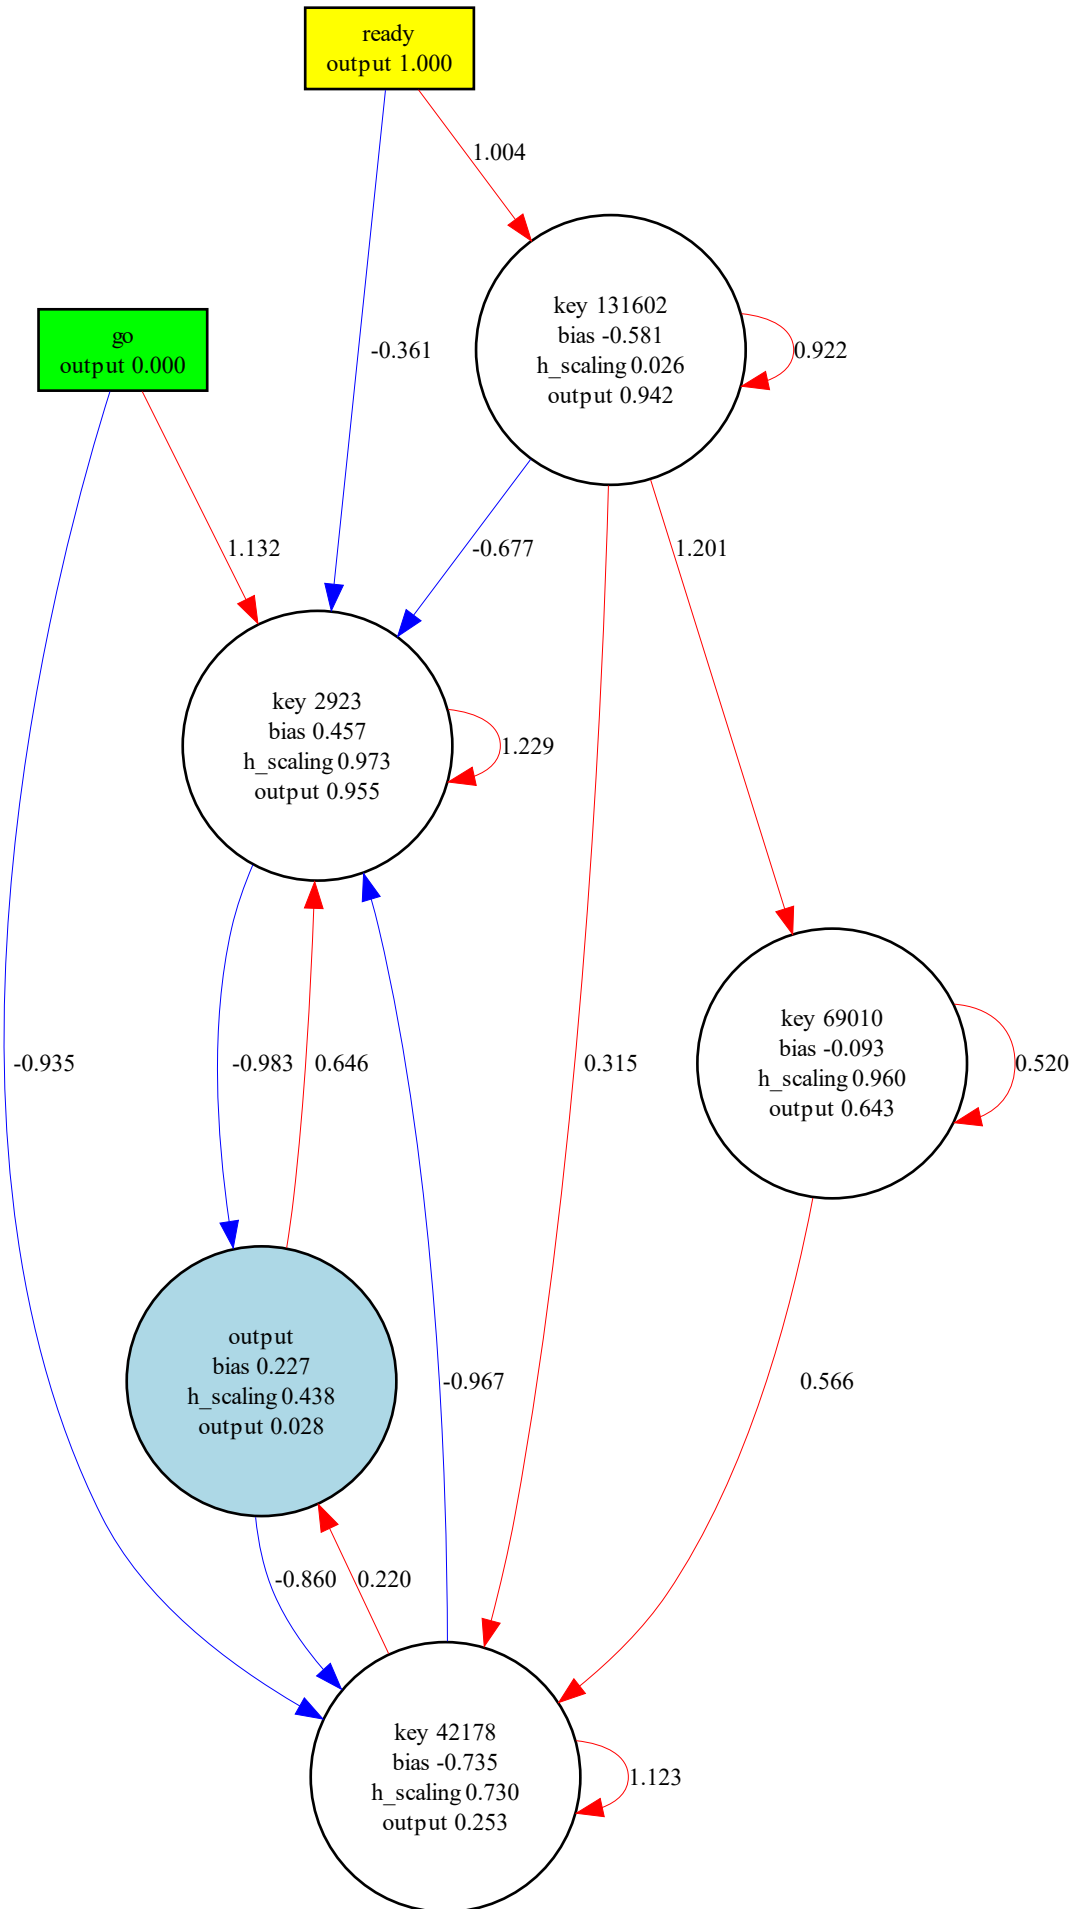 ready
output 1.000
1.004
key 131602
bias -0.581
h_scaling 0.026
output 0.942
0.922
go
output 0.000
-0.361
1.132
-0.677
1.201
key 2923
bias 0.457
h_scaling 0.973
output 0.955
1.229
key 69010
bias -0.093
h_scaling 0.960
output 0.643
0.520
-0.935
-0.983
0.646
0.315
output
bias 0.227
h_scaling 0.438
output 0.028
-0.967
0.566
-0.860
0.220
key 42178
bias -0.735
h_scaling 0.730
output 0.253
1.123